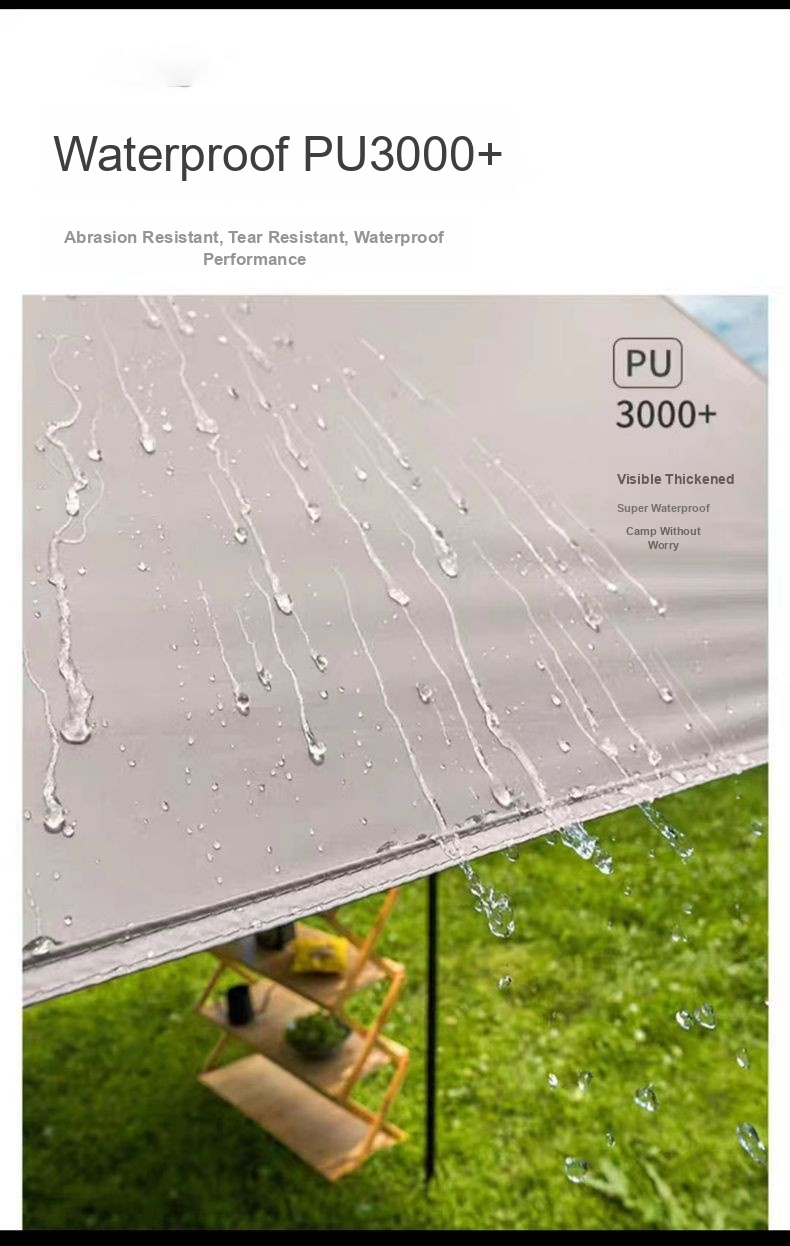 Waterproof PU3000+
Abrasion Resistant, Tear Resistant, Waterproof
Performance
PU
3000+
Visible Thickened
Super Waterproof
Camp Without
Worry